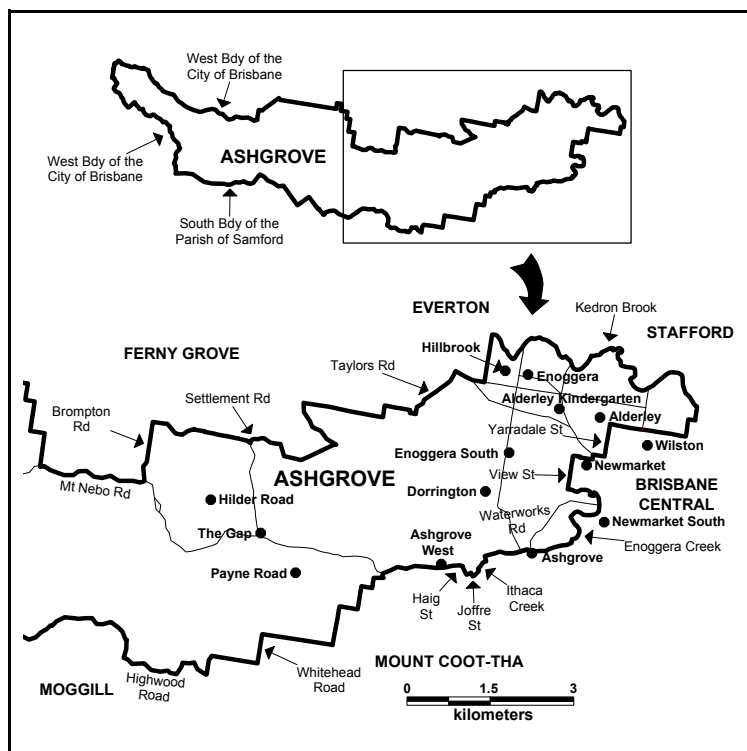 West Bdy of the
City of Brisbane
West Bdy of the
City of Brisbane
ASHGROVE
South Bdy of the
Parish of Samford
EVERTON
Kedron Brook
STAFFORD
FERNY GROVE
Hillbrook
Taylors Rd
Enoggera
Settlement Rd
Alderley Kindergarten
Brompton
Rd
Alderley
Yarradale St
Wilston
Enoggera South
ASHGROVE
View St
Newmarket
Mt Nebo Rd
BRISBANE
CENTRAL
Hilder Road
Dorrington
Waterworks
Rd
Newmarket South
The Gap
Ashgrove
West
Enoggera Creek
Ashgrove
Payne Road
Haig
St
Joffre
St
Ithaca
Creek
MOUNT COOT-THA
Whitehead
Road
Highwood
Road
MOGGILL
0 1.5 3
kilometers